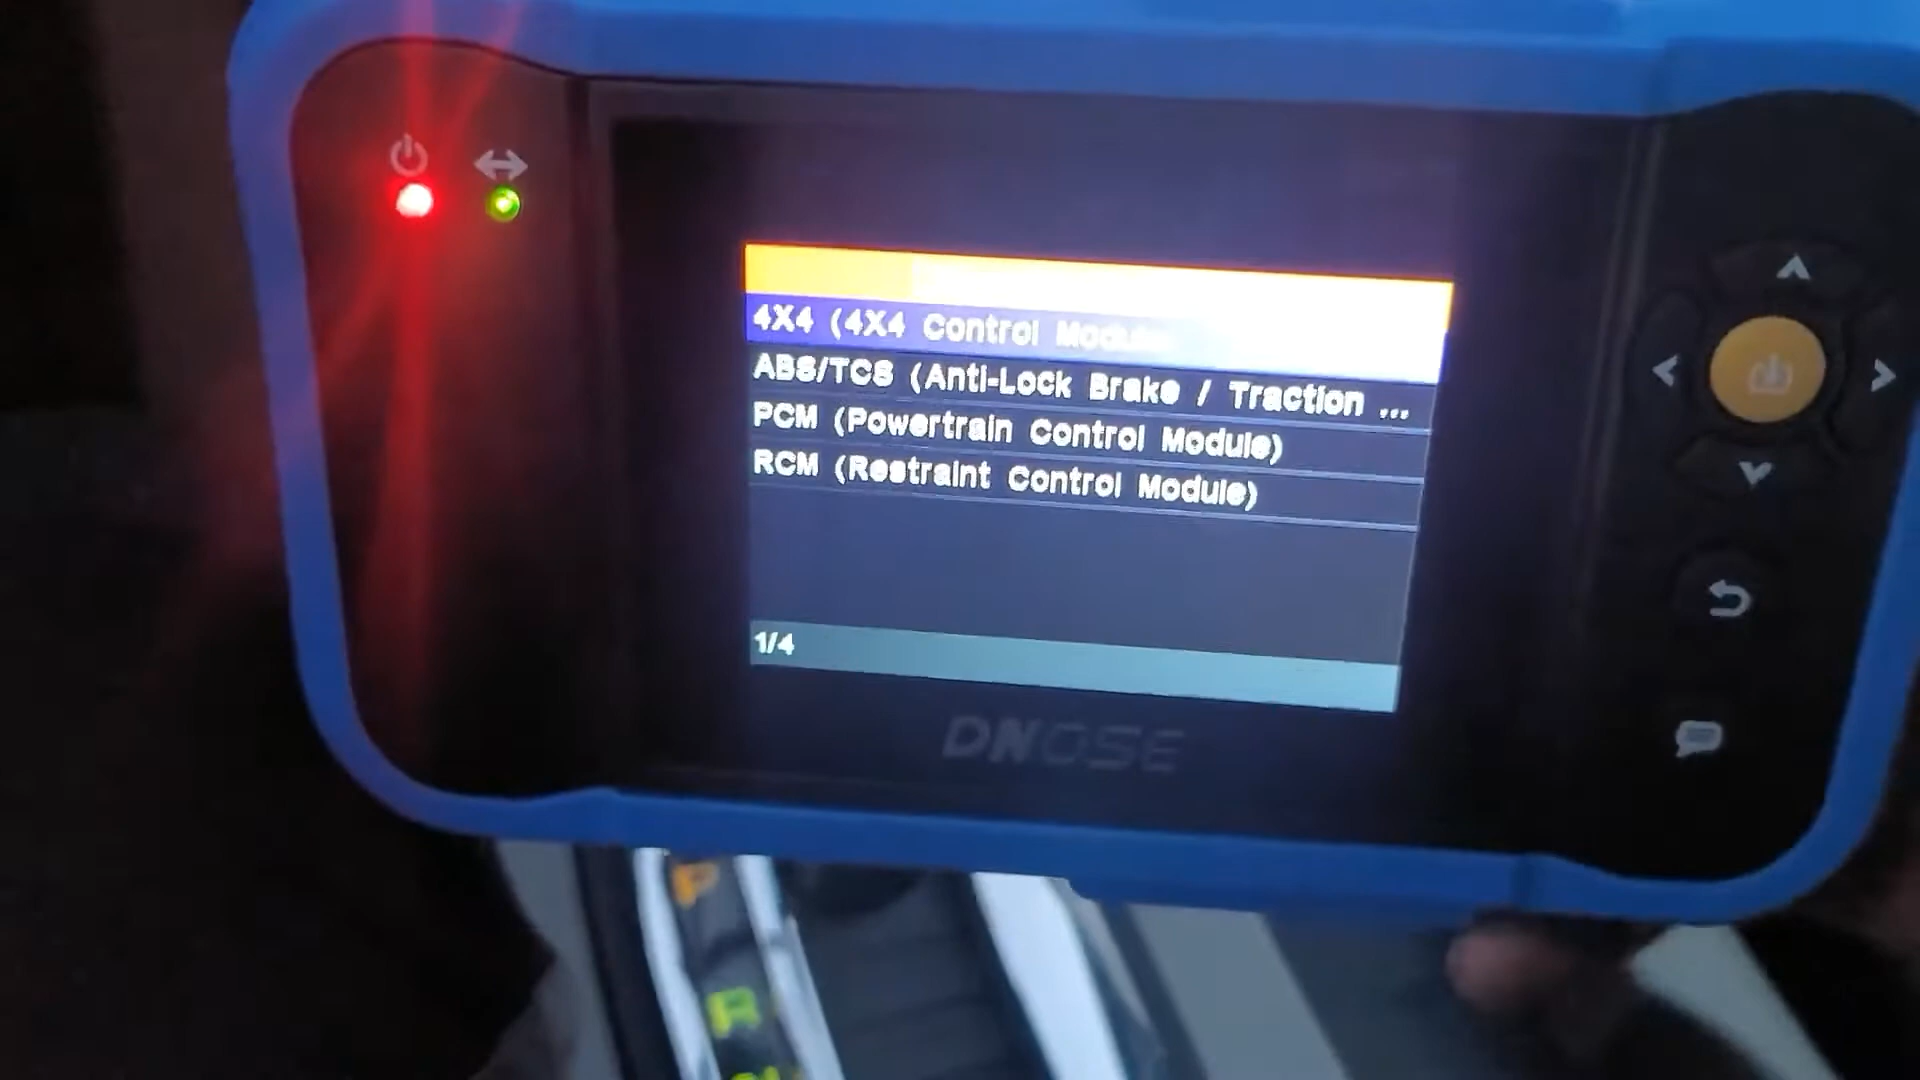 4X4 (4X4 Control Module
ABS/TCS (Anti-Lock Brake / Traction ...
PCM (Powertrain Control Module)
RCM (Restraint Control Module)
1/4
DNOSE
P
R